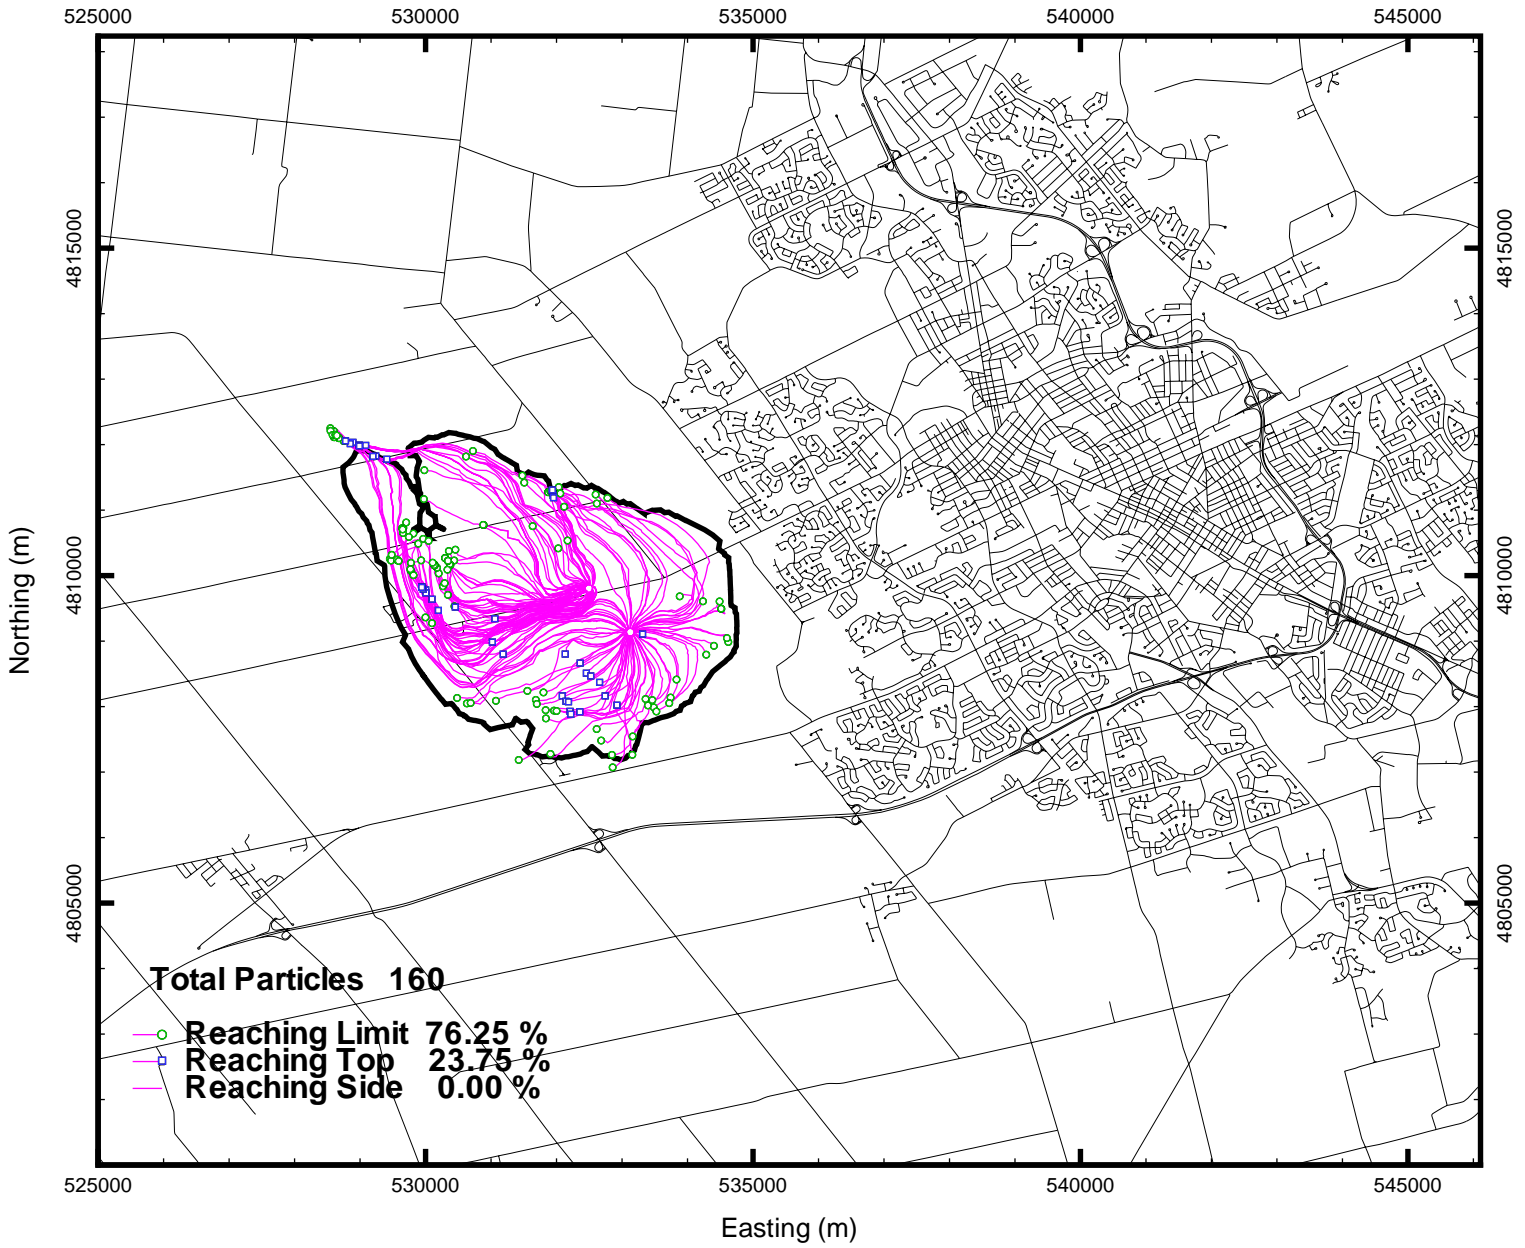 525000 530000 535000 540000 545000
4815000 4815000
4810000 4810000
4805000 4805000
Northing (m)
Total Particles 160
Reaching Limit 76.25 %
Reaching Top 23.75 %
Reaching Side 0.00 %
525000 530000 535000 540000 545000
Easting (m)